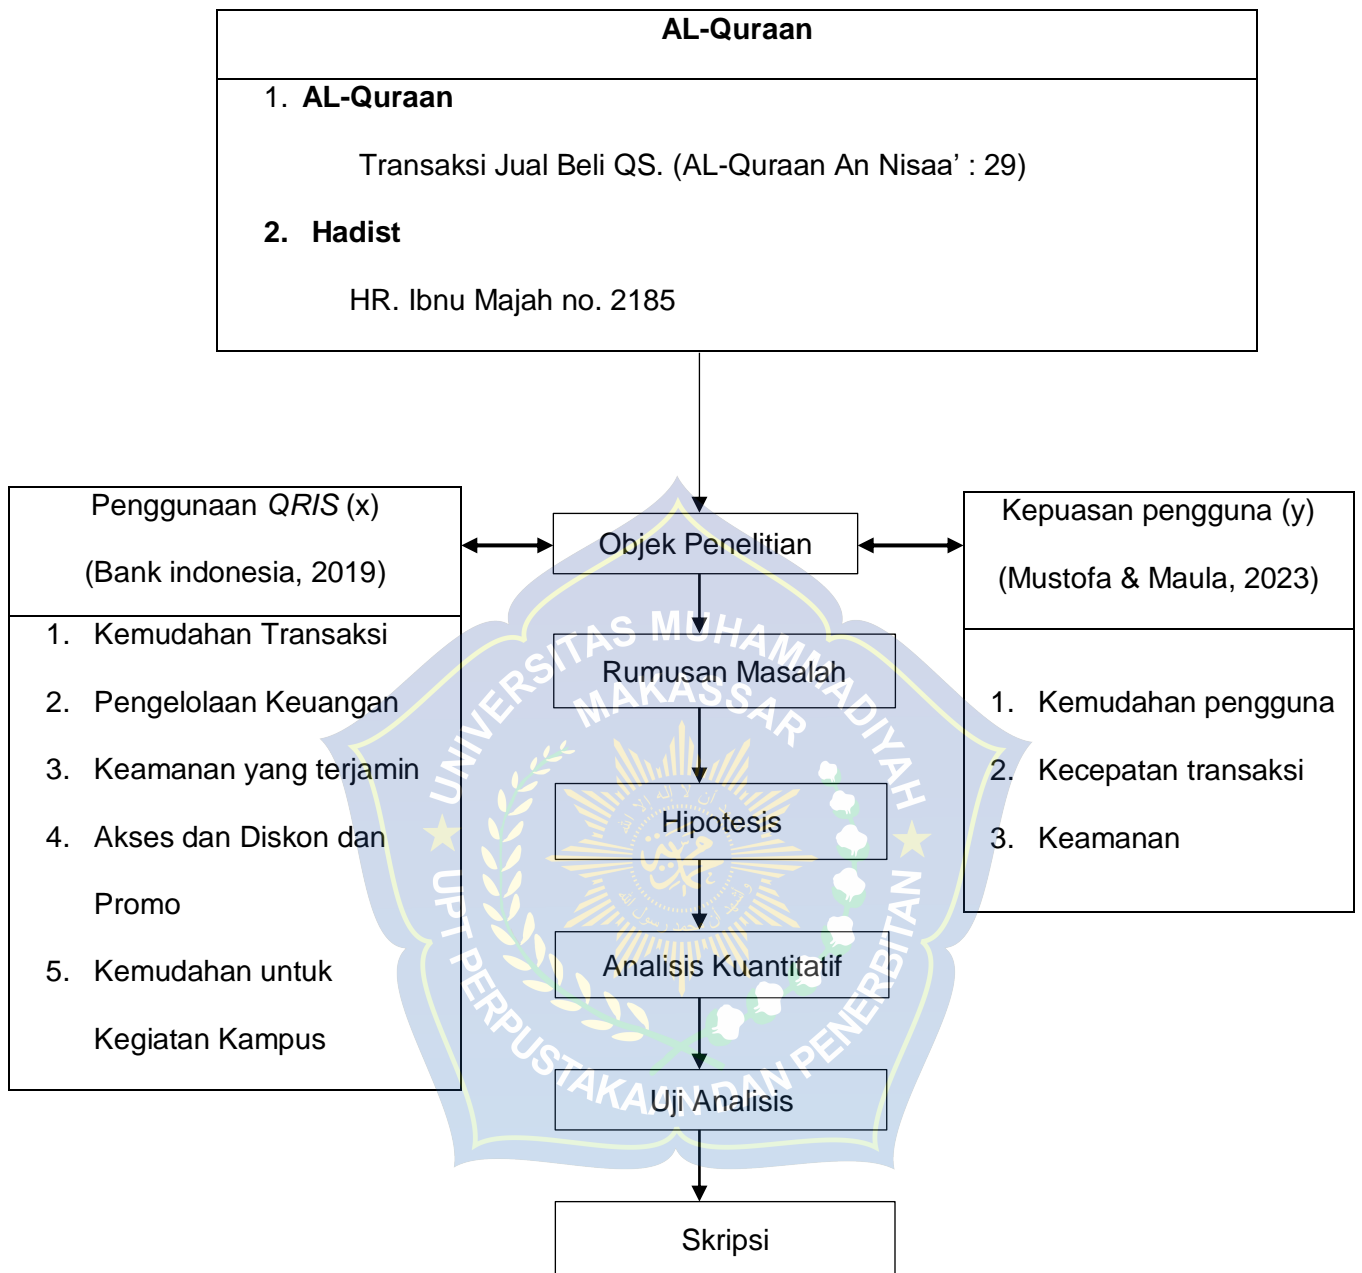 AL-Quraan
1. AL-Quraan
Transaksi Jual Beli QS. (AL-Quraan An Nisaa’ : 29)
2. Hadist
HR. Ibnu Majah no. 2185
Penggunaan QRIS (x)
(Bank indonesia, 2019)
1. Kemudahan Transaksi
2. Pengelolaan Keuangan
3. Keamanan yang terjamin
4. Akses dan Diskon dan
Promo
5. Kemudahan untuk
Kegiatan Kampus
Objek Penelitian
Rumusan Masalah
Hipotesis
Analisis Kuantitatif
Uji Analisis
Skripsi
Kepuasan pengguna (y)
(Mustofa & Maula, 2023)
1. Kemudahan pengguna
2. Kecepatan transaksi
3. Keamanan
UNIVERSITAS MUHAMMADIYAH
MAKASSAR
UPT PERPUSTAKAAN DAN PENERBITAN